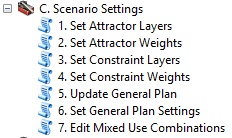 C. Scenario Settings
1. Set Attractor Layers
2. Set Attractor Weights
3. Set Constraint Layers
4. Set Constraint Weights
5. Update General Plan
6. Set General Plan Settings
7. Edit Mixed Use Combinations